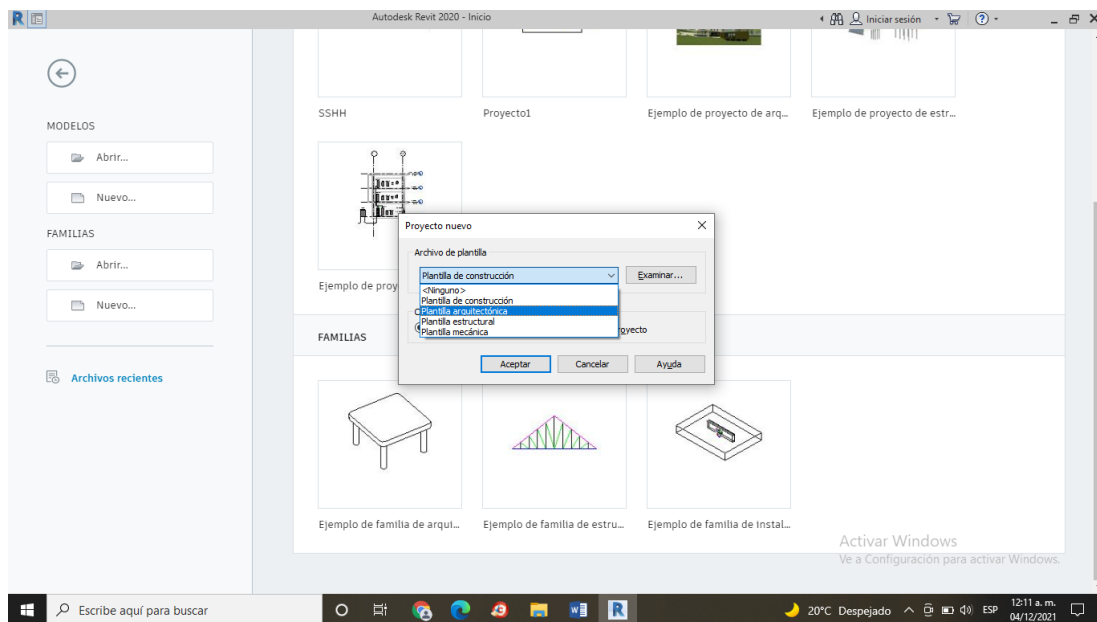 Autodesk Revit 2020 - Inicio
Iniciar sesión
SSHH
Proyecto1
Ejemplo de proyecto de arq...
Ejemplo de proyecto de estr...
MODELOS
Abrir...
Nuevo...
FAMILIAS
Abrir...
Nuevo...
Archivos recientes
Ejemplo de proy
Proyecto nuevo
Archivo de plantilla
Plantilla de construcción
Examinar...
<Ninguno>
Plantilla de construcción
Plantilla arquitectónica
Plantilla estructural
Plantilla mecánica
royecto
Aceptar
Cancelar
Ayuda
FAMILIAS
Ejemplo de familia de arqui...
Ejemplo de familia de estru...
Ejemplo de familia de instal...
Activar Windows
Ve a Configuración para activar Windows.
Escribe aquí para buscar
20°C Despejado
ESP
12:11 a. m.
04/12/2021